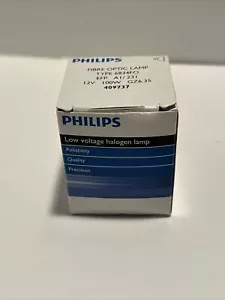 PHILIPS
FIBRE OPTIC LAMP
TYPE 6834FO
EFP A1/231
12V 100W GZ6.35
409737
PHILIPS
Low voltage halogen lamp
Reliability
Quality
Precision